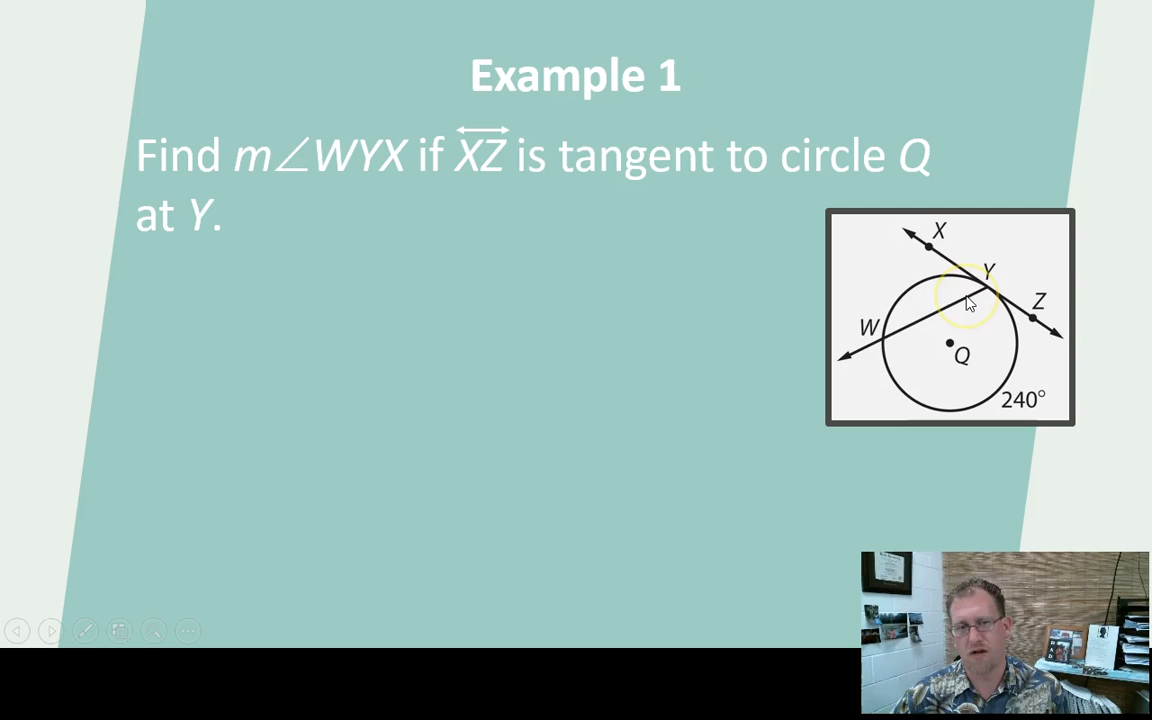 Example 1
Find m∠WYX if XZ is tangent to circle Q
at Y.
X
Y
Z
W
Q
240°